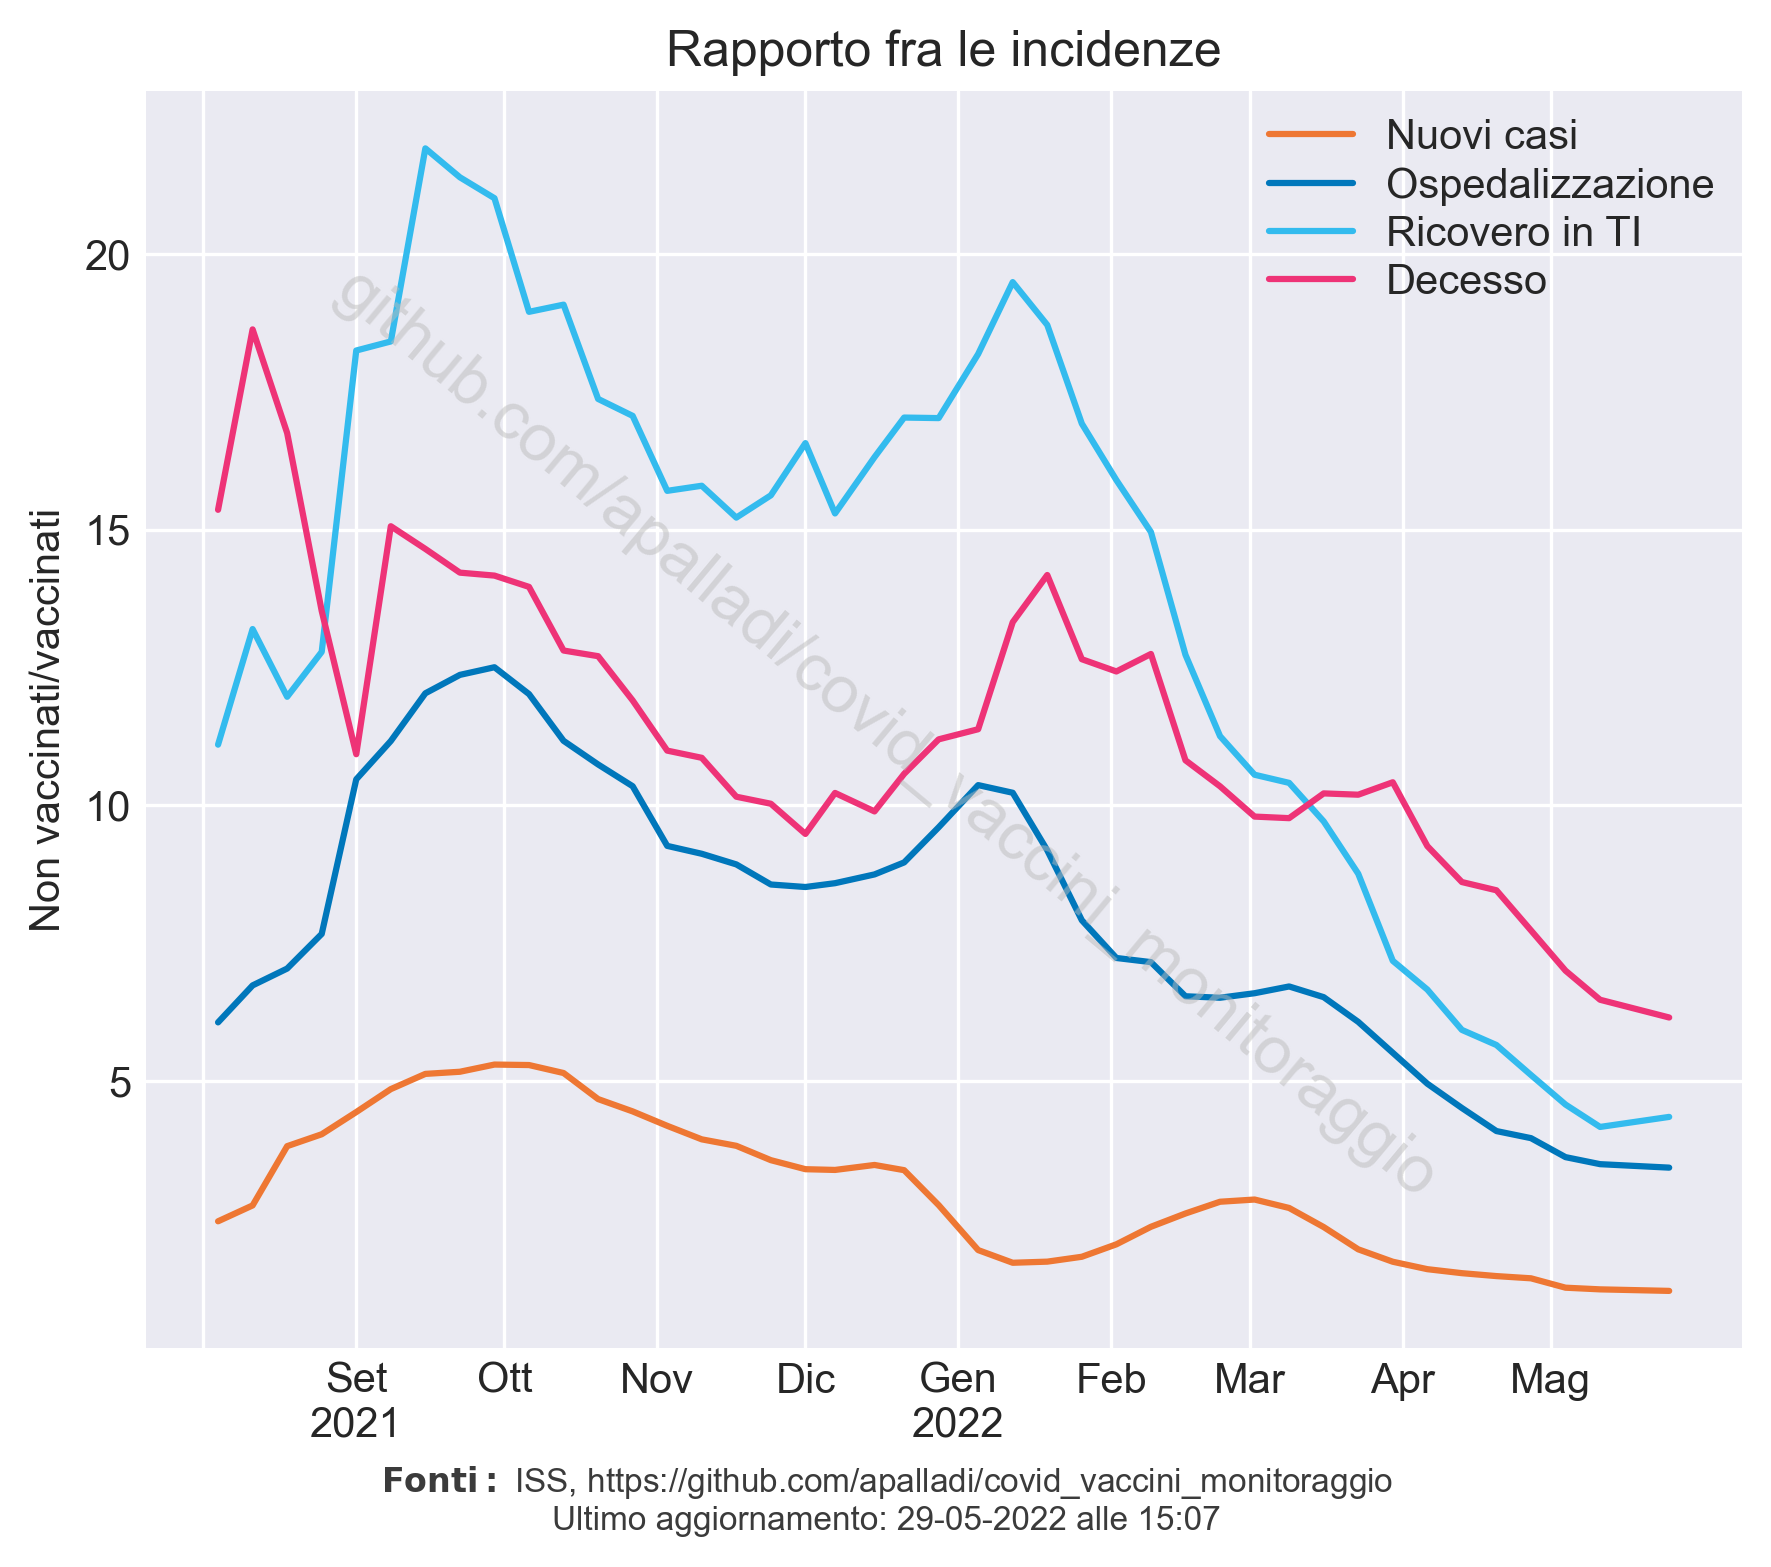 Rapporto fra le incidenze
Nuovi casi
Ospedalizzazione
Ricovero in TI
Decesso
20
15
10
5
Non vaccinati/vaccinati
github.com/apalladi/covid_vaccini_monitoraggio
Set Ott Nov Dic Gen Feb Mar Apr Mag
2021 2022
Fonti: ISS, https://github.com/apalladi/covid_vaccini_monitoraggio
Ultimo aggiornamento: 29-05-2022 alle 15:07